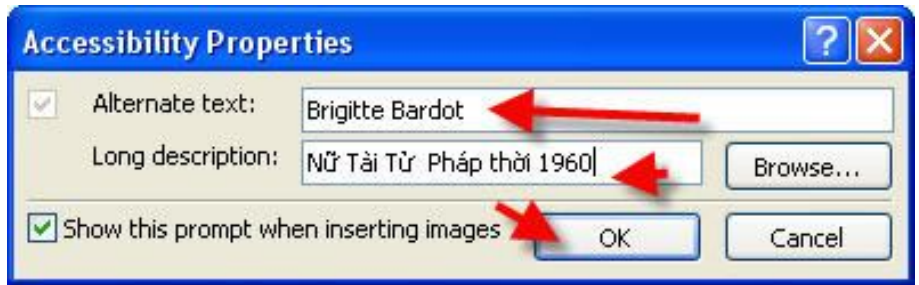 Accessibility Properties
Alternate text: Brigitte Bardot
Long description: Nữ Tài Từ Pháp thời 1960 Browse...
Show this prompt when inserting images OK Cancel